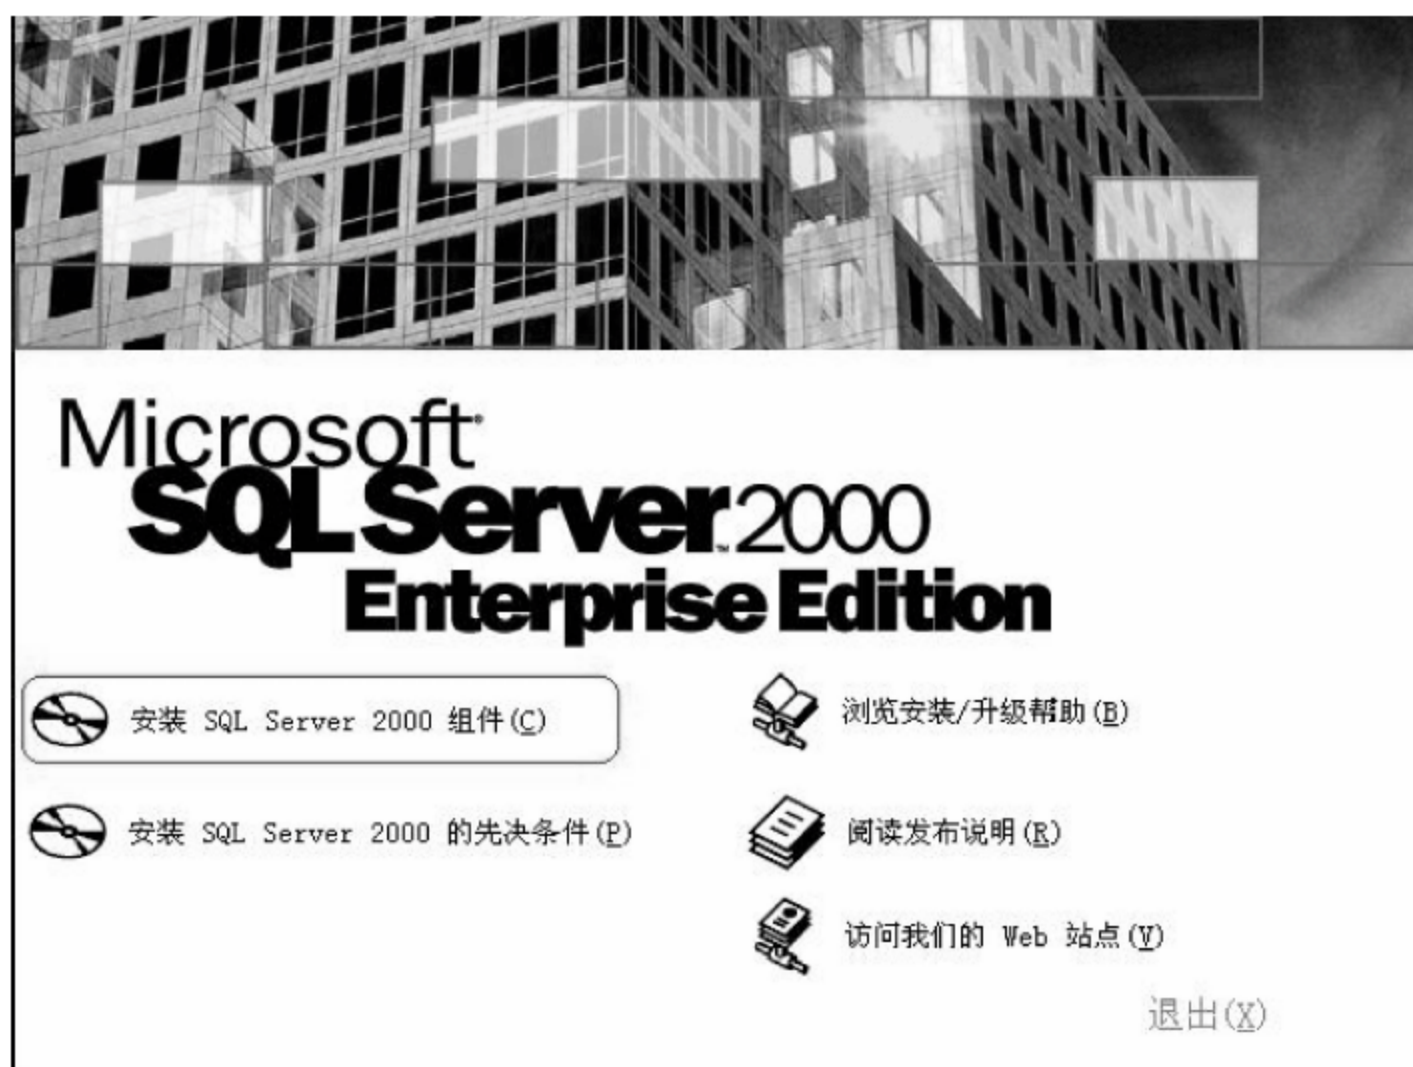 Microsoft®
SQL Server™ 2000
Enterprise Edition
安装 SQL Server 2000 组件(C)
安装 SQL Server 2000 的先决条件(P)
浏览安装/升级帮助(B)
阅读发布说明(R)
访问我们的 Web 站点(V)
退出(X)